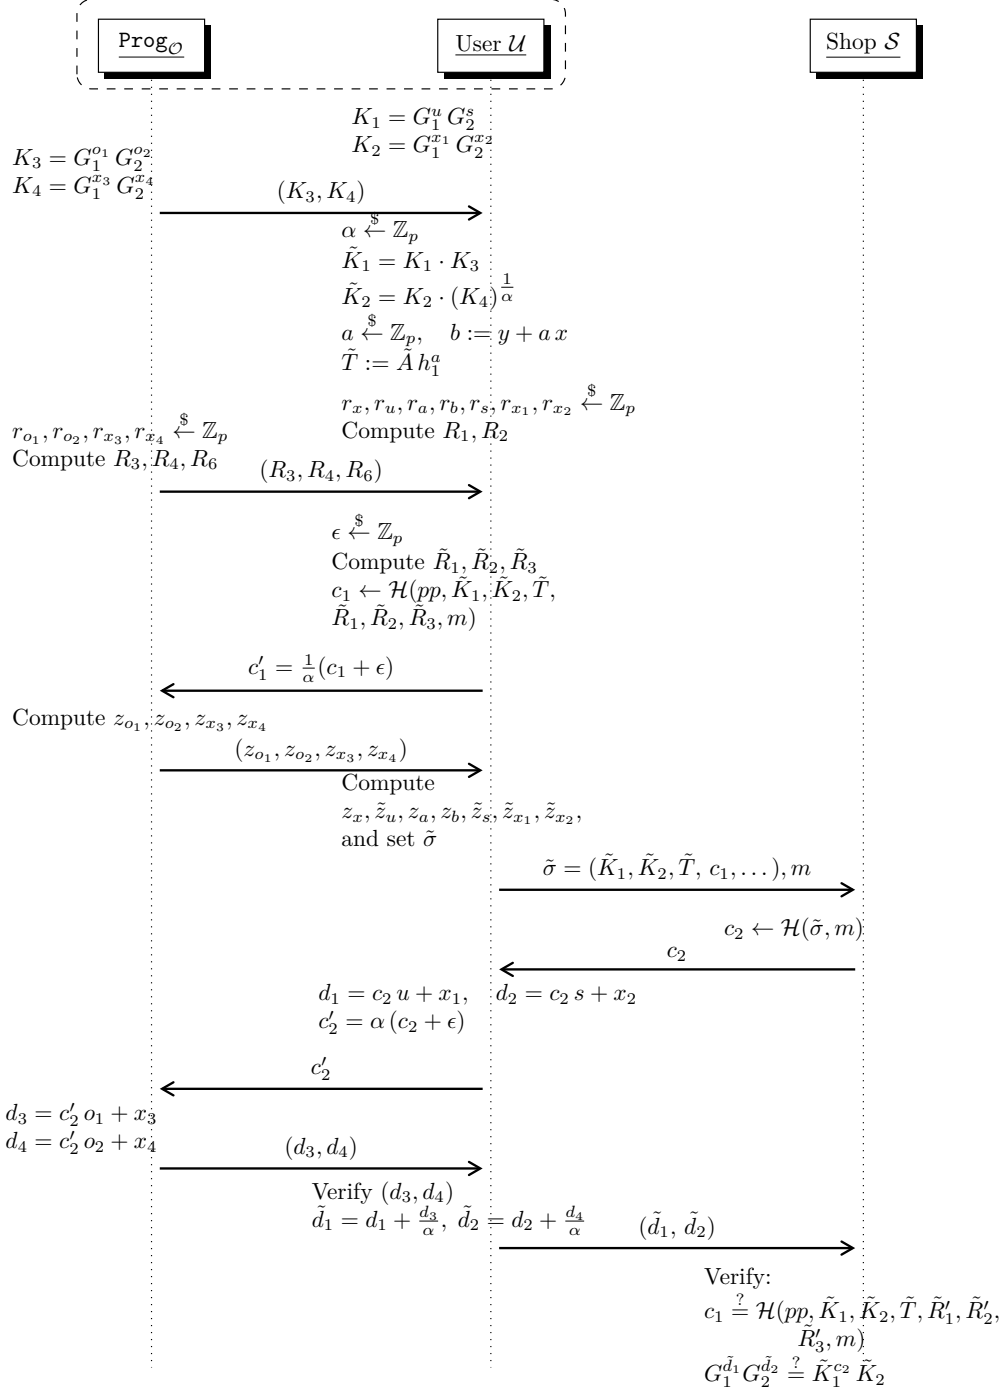 Prog_𝒪
User 𝒰
Shop 𝒮
K_1 = G_1^u G_2^s
K_2 = G_1^{x_1} G_2^{x_2}
K_3 = G_1^{o_1} G_2^{o_2}
K_4 = G_1^{x_3} G_2^{x_4}
(K_3, K_4)
α ←$ ℤ_p
K̃_1 = K_1 · K_3
K̃_2 = K_2 · (K_4)^{1/α}
a ←$ ℤ_p, b := y + a x
T̃ := Ã h_1^a
r_x, r_u, r_a, r_b, r_s, r_{x_1}, r_{x_2} ←$ ℤ_p
Compute R_1, R_2
r_{o_1}, r_{o_2}, r_{x_3}, r_{x_4} ←$ ℤ_p
Compute R_3, R_4, R_6
(R_3, R_4, R_6)
ϵ ←$ ℤ_p
Compute R̃_1, R̃_2, R̃_3
c_1 ← ℋ(pp, K̃_1, K̃_2, T̃,
R̃_1, R̃_2, R̃_3, m)
c′_1 = 1/α (c_1 + ϵ)
Compute z_{o_1}, z_{o_2}, z_{x_3}, z_{x_4}
(z_{o_1}, z_{o_2}, z_{x_3}, z_{x_4})
Compute
z_x, z̃_u, z_a, z_b, z̃_s, z̃_{x_1}, z̃_{x_2},
and set σ̃
σ̃ = (K̃_1, K̃_2, T̃, c_1, …), m
c_2 ← ℋ(σ̃, m)
c_2
d_1 = c_2 u + x_1, d_2 = c_2 s + x_2
c′_2 = α (c_2 + ϵ)
c′_2
d_3 = c′_2 o_1 + x_3
d_4 = c′_2 o_2 + x_4
(d_3, d_4)
Verify (d_3, d_4)
d̃_1 = d_1 + d_3/α, d̃_2 = d_2 + d_4/α
(d̃_1, d̃_2)
Verify:
c_1 ≟ ℋ(pp, K̃_1, K̃_2, T̃, R̃′_1, R̃′_2,
R̃′_3, m)
G_1^{d̃_1} G_2^{d̃_2} ≟ K̃_1^{c_2} K̃_2